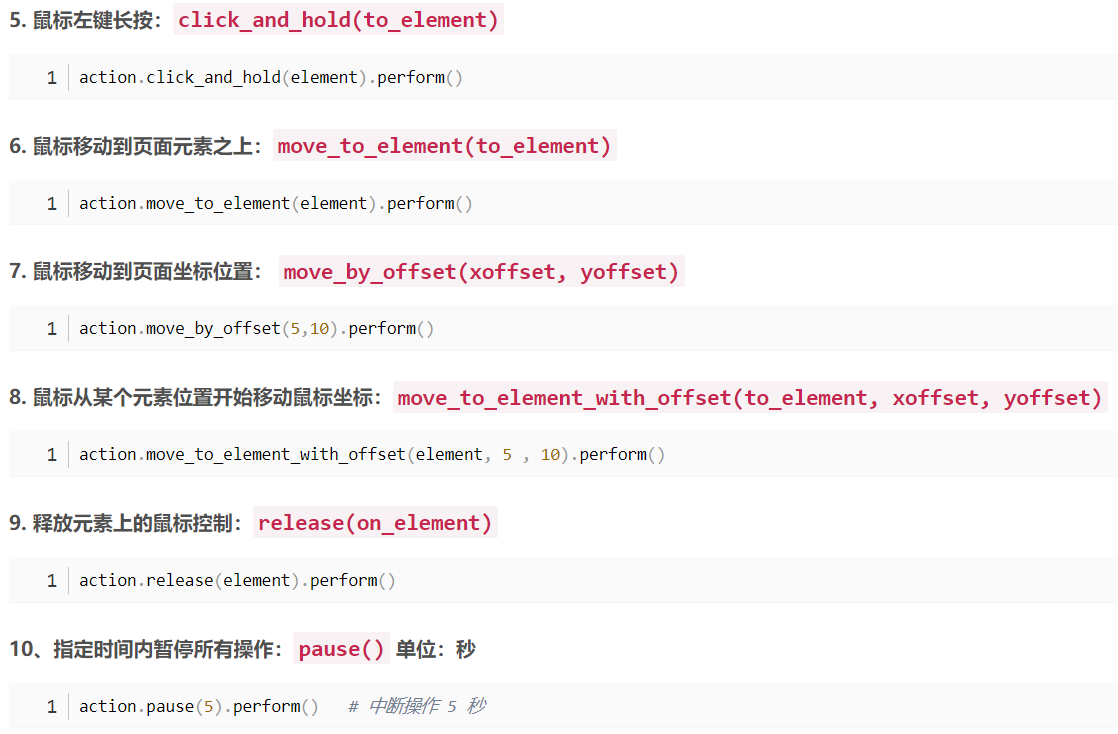 5. 鼠标左键长按： click_and_hold(to_element)
1 action.click_and_hold(element).perform()
6. 鼠标移动到页面元素之上： move_to_element(to_element)
1 action.move_to_element(element).perform()
7. 鼠标移动到页面坐标位置： move_by_offset(xoffset, yoffset)
1 action.move_by_offset(5,10).perform()
8. 鼠标从某个元素位置开始移动鼠标坐标： move_to_element_with_offset(to_element, xoffset, yoffset)
1 action.move_to_element_with_offset(element, 5 , 10).perform()
9. 释放元素上的鼠标控制： release(on_element)
1 action.release(element).perform()
10、指定时间内暂停所有操作： pause() 单位：秒
1 action.pause(5).perform() # 中断操作 5 秒